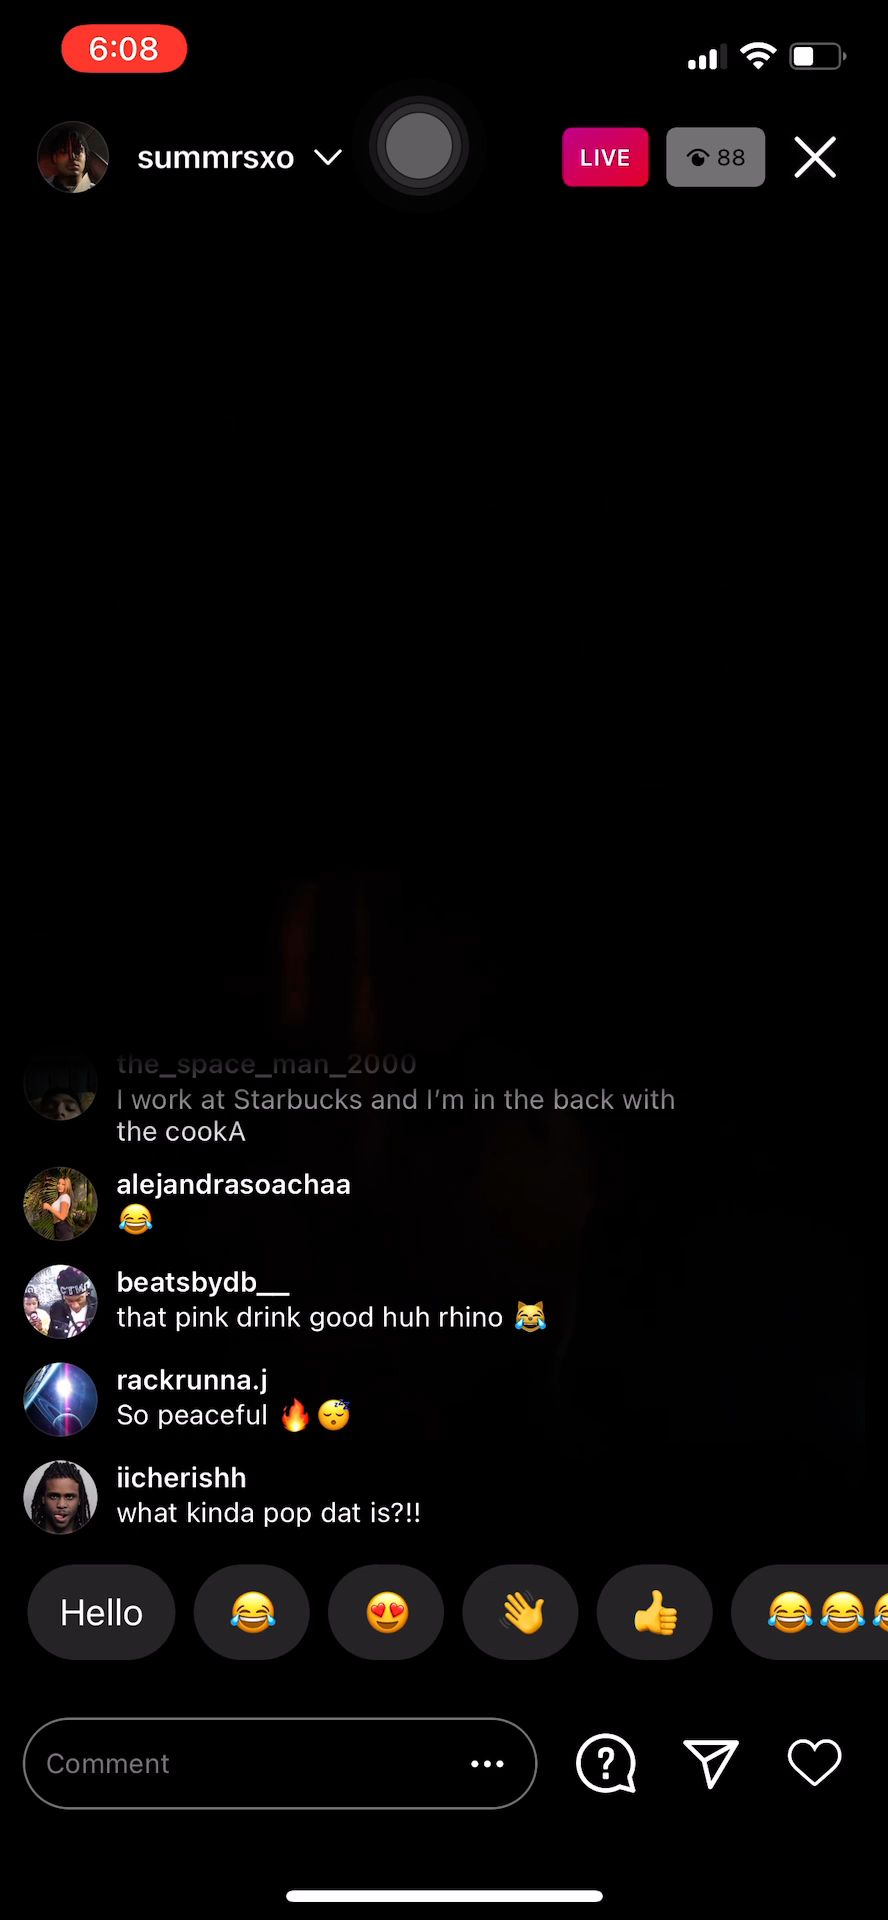 6:08
summrsxo
LIVE
88
the_space_man_2000
I work at Starbucks and I’m in the back with
the cookA
alejandrasoachaa
😂
beatsbydb__
that pink drink good huh rhino 😹
rackrunna.j
So peaceful 🔥😴
iicherishh
what kinda pop dat is?!!
Hello 😂 😍 👋 👍 😂😂😂
Comment